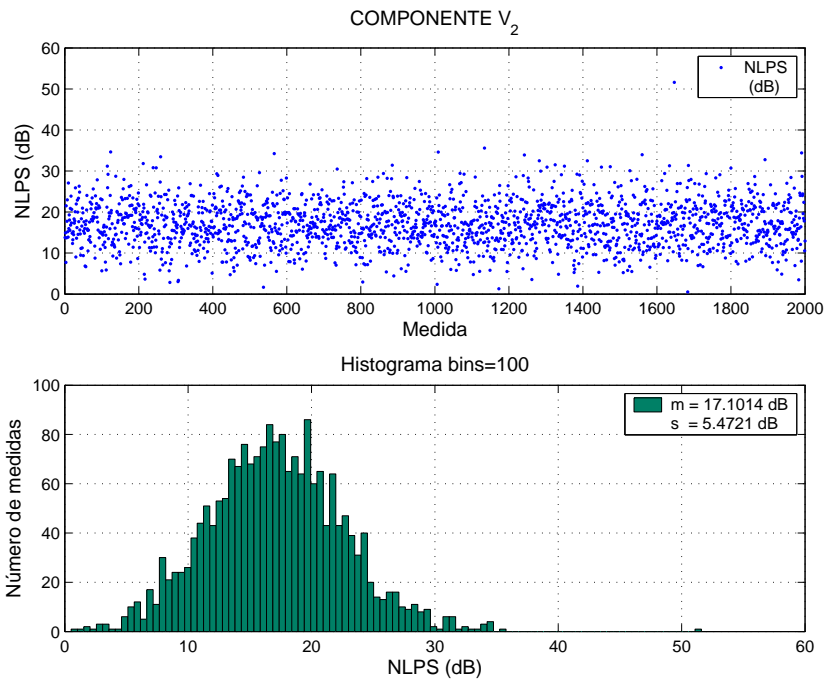 COMPONENTE V2
60
50
40
30
20
10
0
NLPS (dB)
NLPS
(dB)
0 200 400 600 800 1000 1200 1400 1600 1800 2000
Medida
Histograma bins=100
100
80
60
40
20
0
Número de medidas
m = 17.1014 dB
s = 5.4721 dB
0 10 20 30 40 50 60
NLPS (dB)